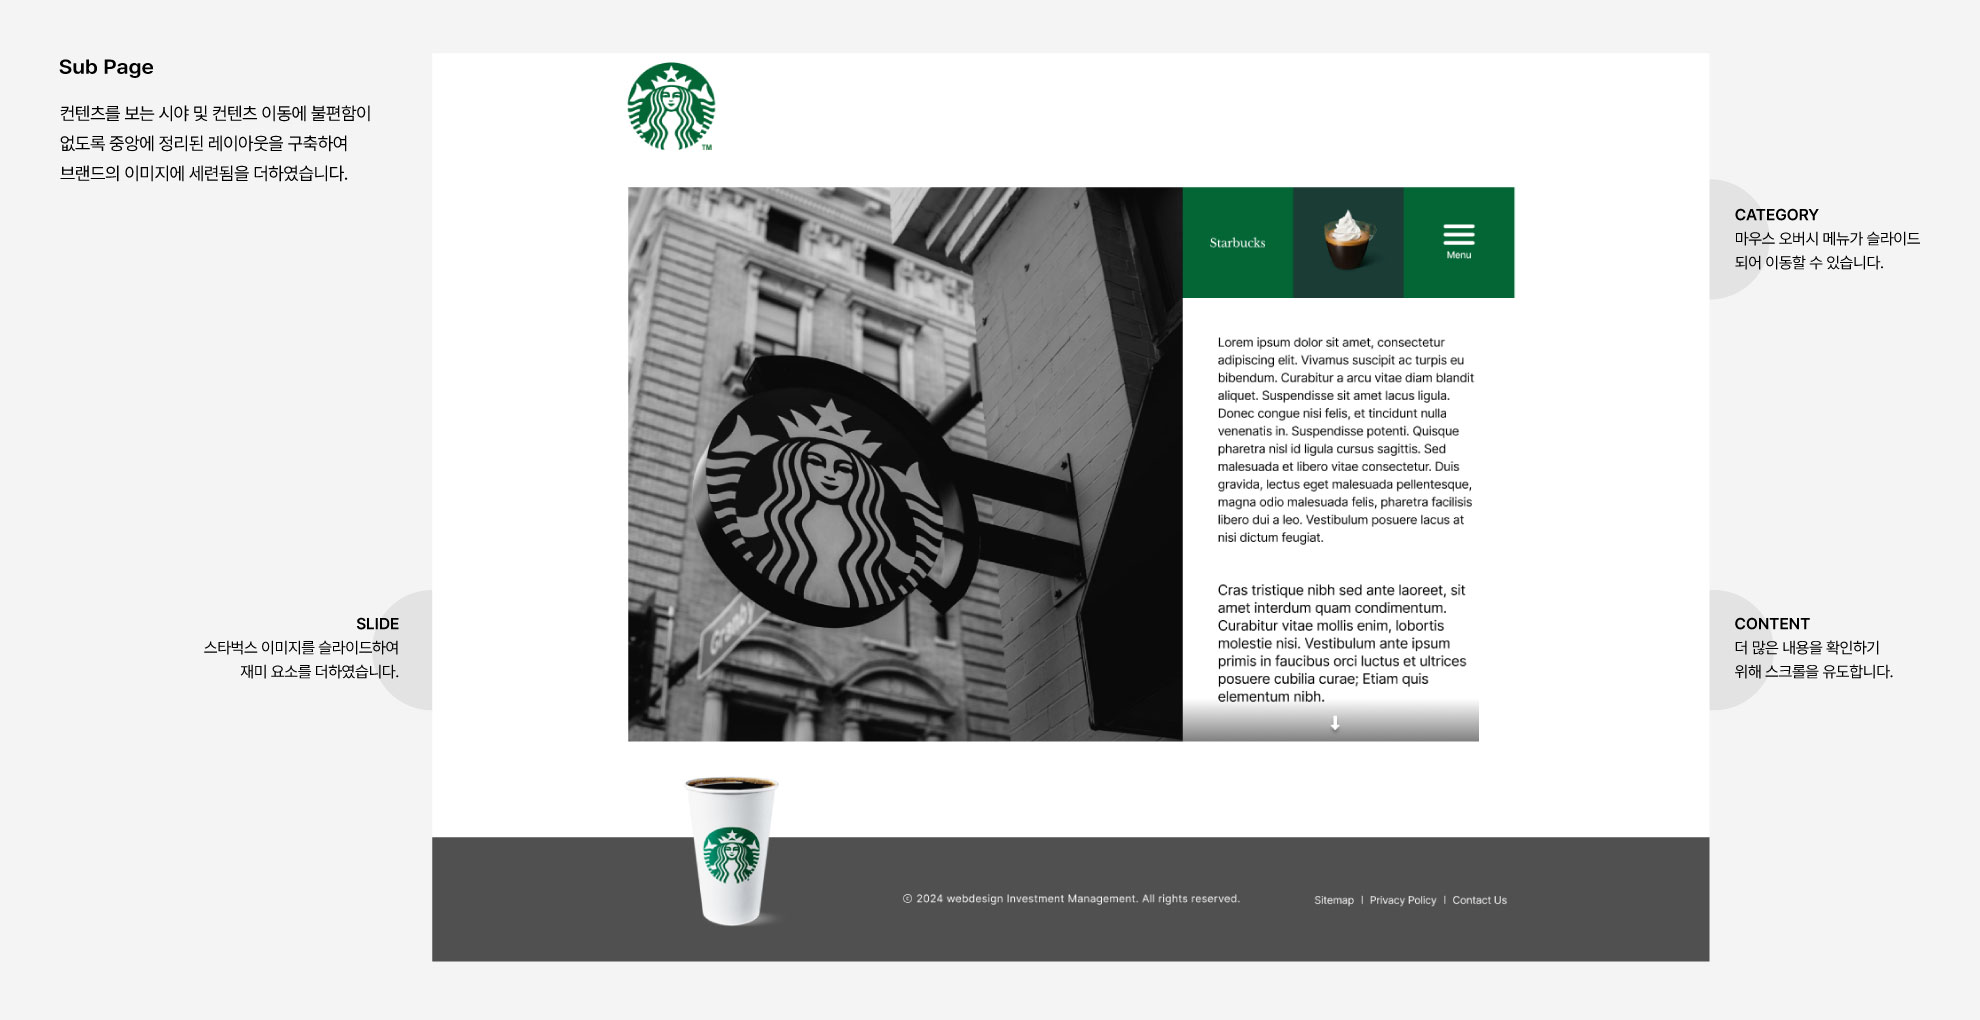 Sub Page
컨텐츠를 보는 시야 및 컨텐츠 이동에 불편함이
없도록 중앙에 정리된 레이아웃을 구축하여
브랜드의 이미지에 세련됨을 더하였습니다.
TM
Starbucks
Menu
CATEGORY
마우스 오버시 메뉴가 슬라이드
되어 이동할 수 있습니다.
Lorem ipsum dolor sit amet, consectetur
adipiscing elit. Vivamus suscipit ac turpis eu
bibendum. Curabitur a arcu vitae diam blandit
aliquet. Suspendisse sit amet lacus ligula.
Donec congue nisi felis, et tincidunt nulla
venenatis in. Suspendisse potenti. Quisque
pharetra nisl id ligula cursus sagittis. Sed
malesuada et libero vitae consectetur. Duis
gravida, lectus eget malesuada pellentesque,
magna odio malesuada felis, pharetra facilisis
libero dui a leo. Vestibulum posuere lacus at
nisi dictum feugiat.
Cras tristique nibh sed ante laoreet, sit
amet interdum quam condimentum.
Curabitur vitae mollis enim, lobortis
molestie nisi. Vestibulum ante ipsum
primis in faucibus orci luctus et ultrices
posuere cubilia curae; Etiam quis
elementum nibh.
Granby
SLIDE
스타벅스 이미지를 슬라이드하여
재미 요소를 더하였습니다.
CONTENT
더 많은 내용을 확인하기
위해 스크롤을 유도합니다.
© 2024 webdesign Investment Management. All rights reserved.
Sitemap | Privacy Policy | Contact Us